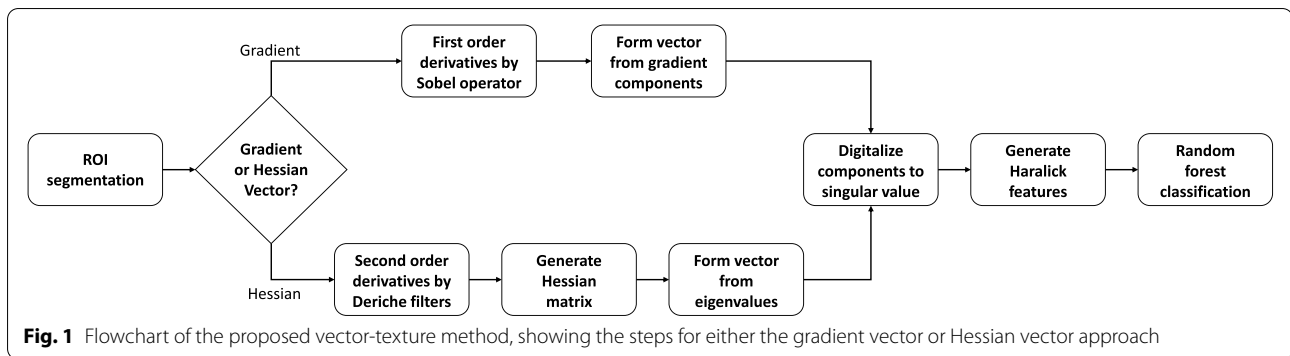 ROI
segmentation
Gradient
or Hessian
Vector?
Gradient
First order
derivatives by
Sobel operator
Form vector
from gradient
components
Hessian
Second order
derivatives by
Deriche filters
Generate
Hessian
matrix
Form vector
from
eigenvalues
Digitalize
components to
singular value
Generate
Haralick
features
Random
forest
classification
Fig. 1 Flowchart of the proposed vector-texture method, showing the steps for either the gradient vector or Hessian vector approach